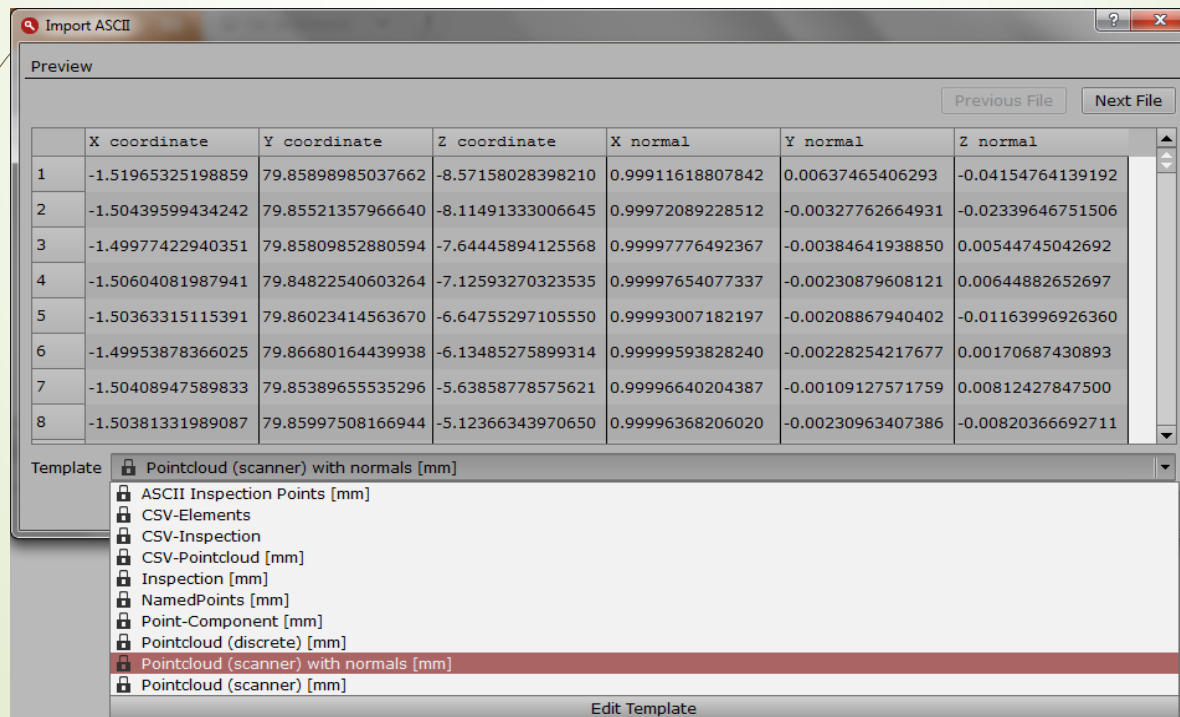 Import ASCII
Preview
Previous File Next File
X coordinate Y coordinate Z coordinate X normal Y normal Z normal
1 -1.51965325198859 79.85898985037662 -8.57158028398210 0.99911618807842 0.00637465406293 -0.04154764139192
2 -1.50439599434242 79.85521357966640 -8.11491333006645 0.99972089228512 -0.00327762664931 -0.02339646751506
3 -1.49977422940351 79.85809852880594 -7.64445894125568 0.99997776492367 -0.00384641938850 0.00544745042692
4 -1.50604081987941 79.84822540603264 -7.12593270323535 0.99997654077337 -0.00230879608121 0.00644882652697
5 -1.50363315115391 79.86023414563670 -6.64755297105550 0.99993007182197 -0.00208867940402 -0.01163996926360
6 -1.49953878366025 79.86680164439938 -6.13485275899314 0.99999593828240 -0.00228254217677 0.00170687430893
7 -1.50408947589833 79.85389655535296 -5.63858778575621 0.99996640204387 -0.00109127571759 0.00812427847500
8 -1.50381331989087 79.85997508166944 -5.12366343970650 0.99996368206020 -0.00230963407386 -0.00820366692711
Template Pointcloud (scanner) with normals [mm]
ASCII Inspection Points [mm]
CSV-Elements
CSV-Inspection
CSV-Pointcloud [mm]
Inspection [mm]
NamedPoints [mm]
Point-Component [mm]
Pointcloud (discrete) [mm]
Pointcloud (scanner) with normals [mm]
Pointcloud (scanner) [mm]
Edit Template